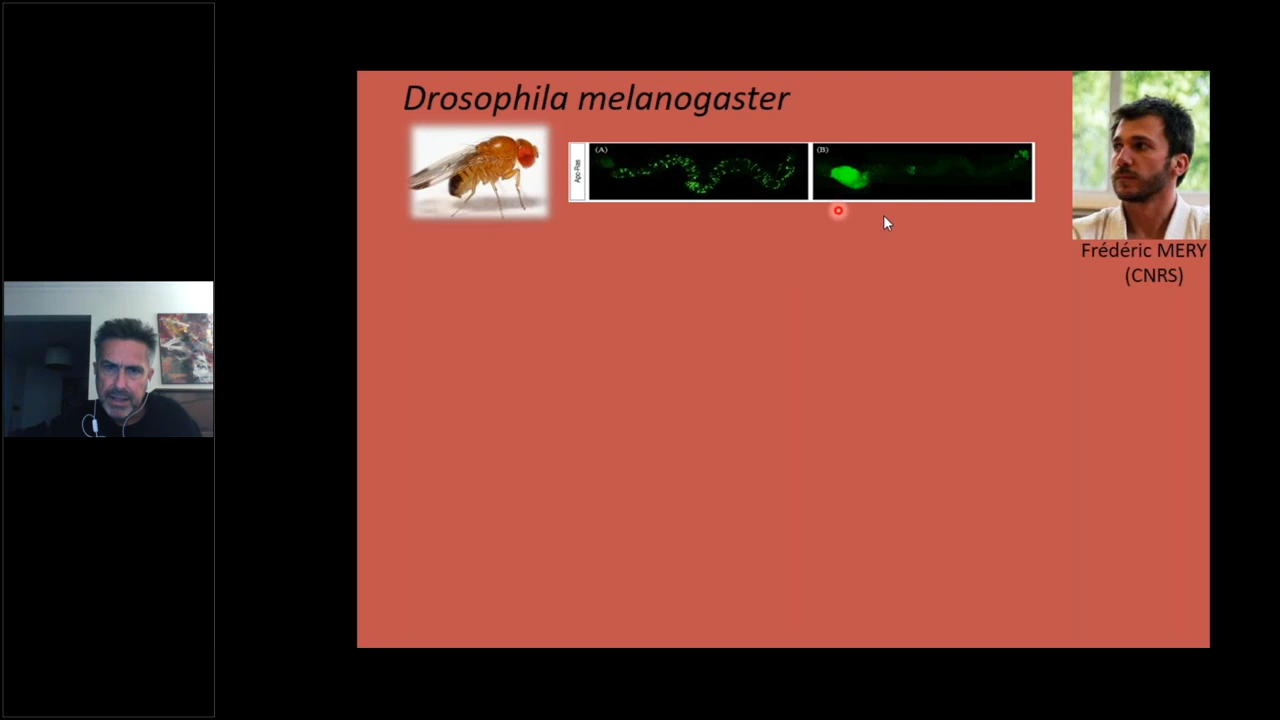 Drosophila melanogaster
Apc-Ras
(A)
(B)
Frédéric MERY
(CNRS)